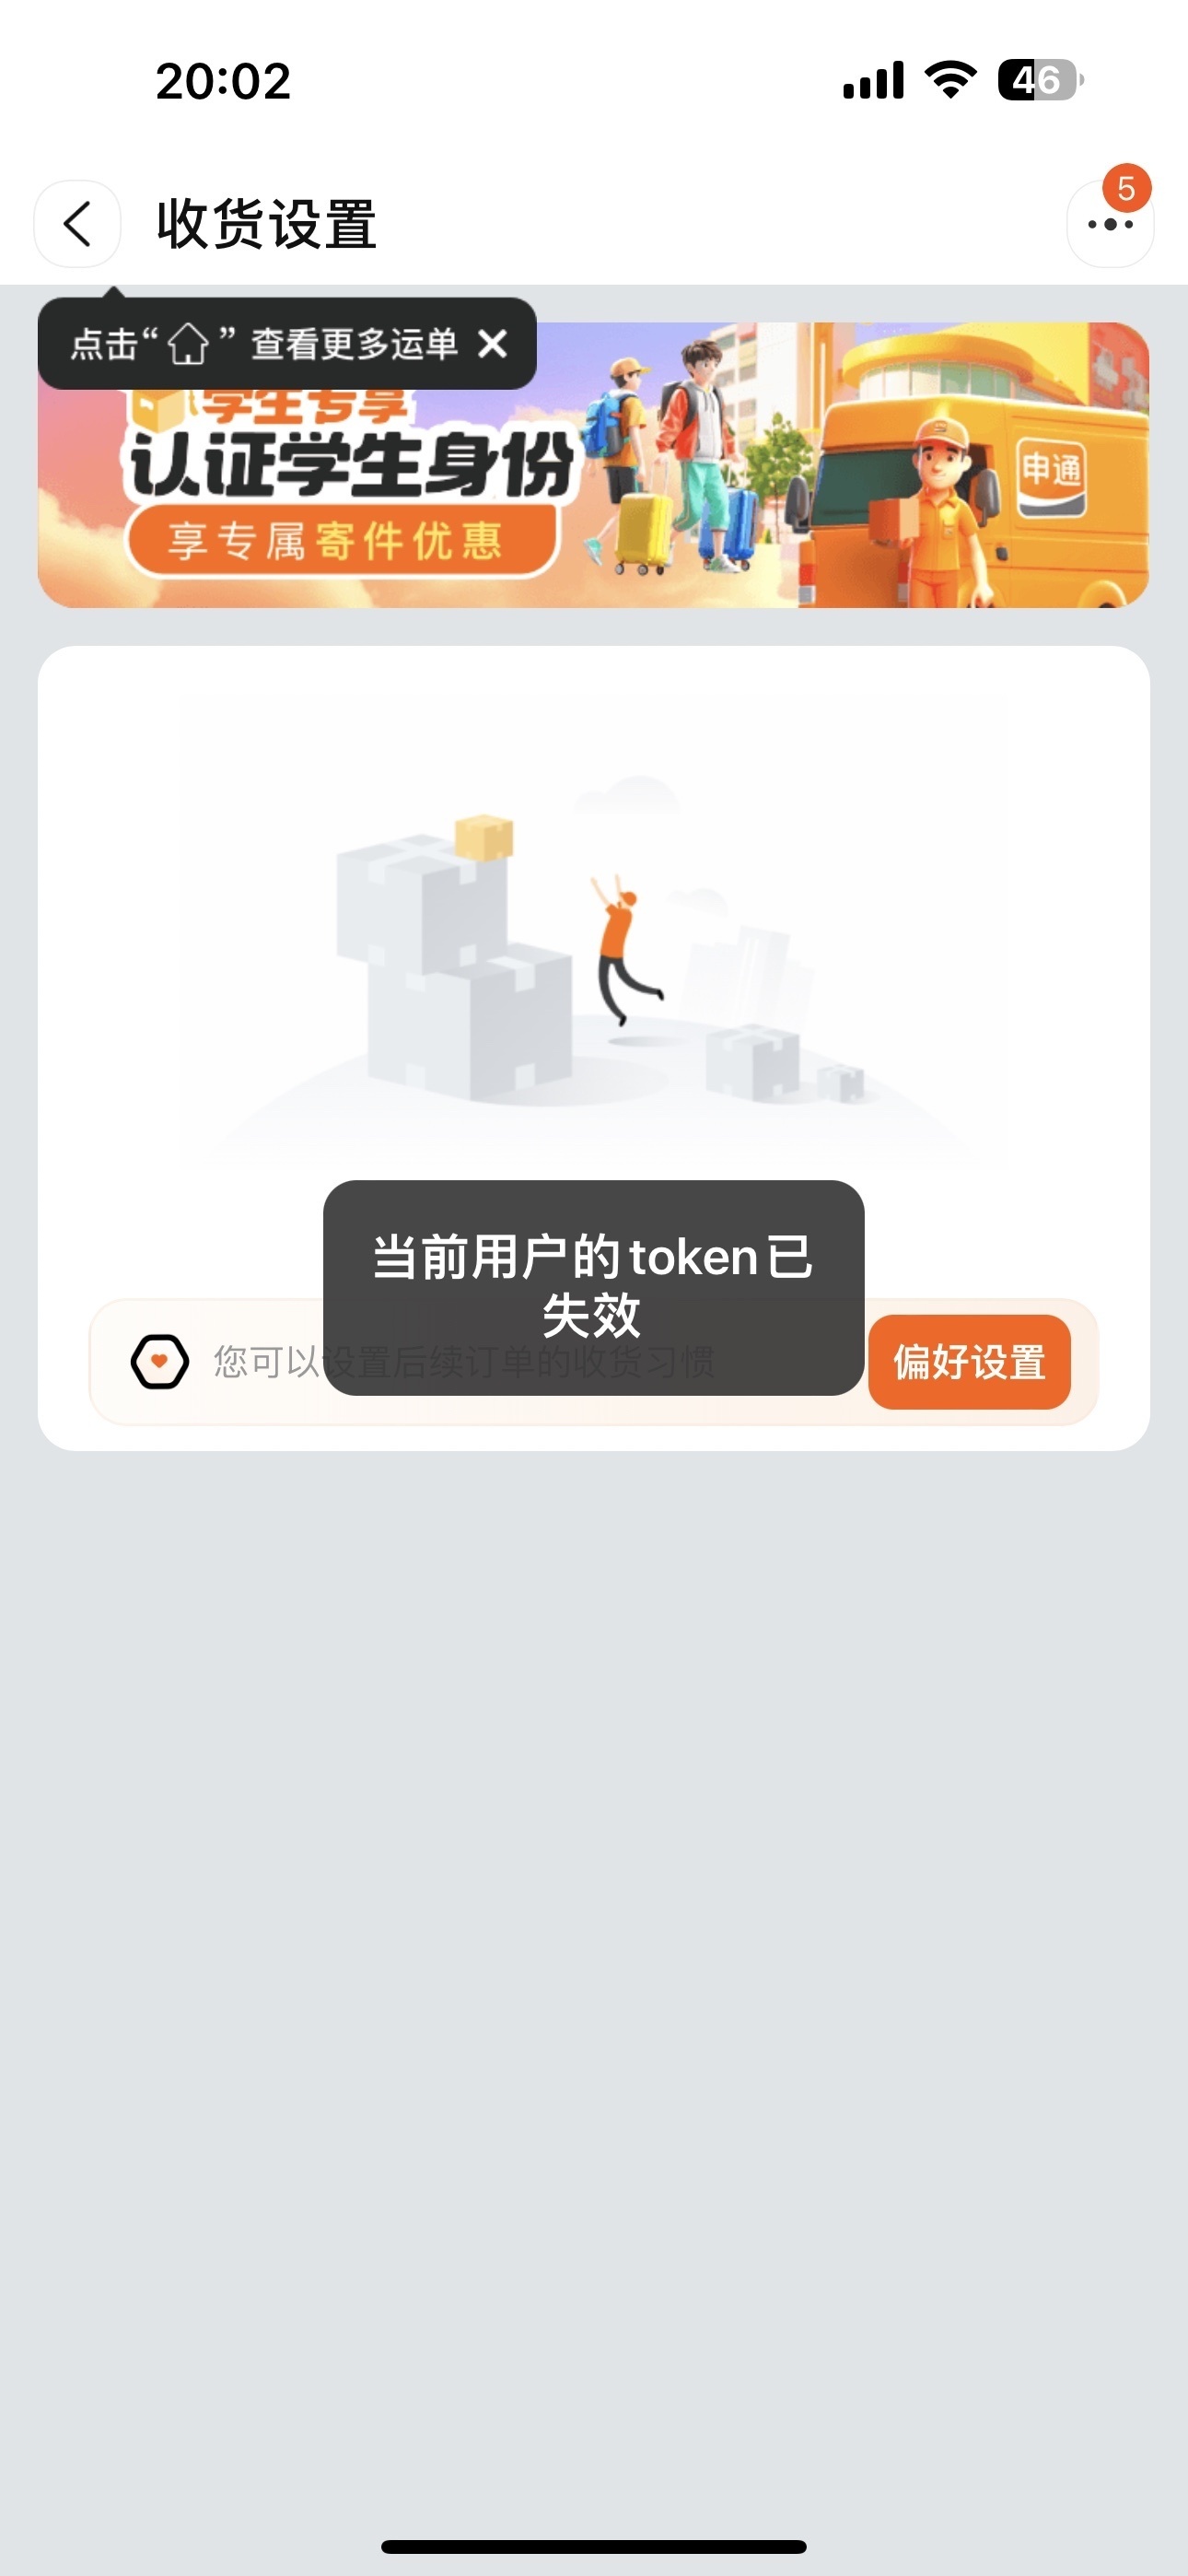 20:02
46
收货设置
5
点击“ ” 查看更多运单
学生专享
认证学生身份
享专属寄件优惠
申通
当前用户的token已
失效
您可以设置后续订单的收货习惯
偏好设置